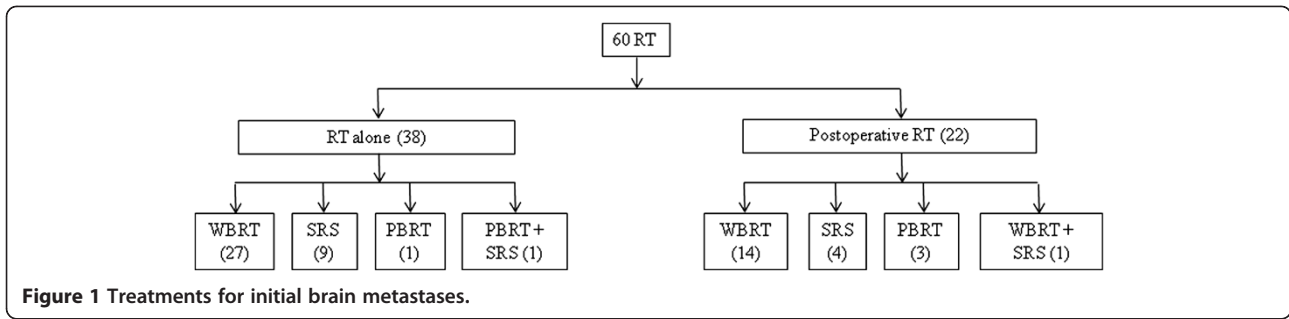 60 RT
RT alone (38)
Postoperative RT (22)
WBRT
(27)
SRS
(9)
PBRT
(1)
PBRT +
SRS (1)
WBRT
(14)
SRS
(4)
PBRT
(3)
WBRT +
SRS (1)
Figure 1 Treatments for initial brain metastases.